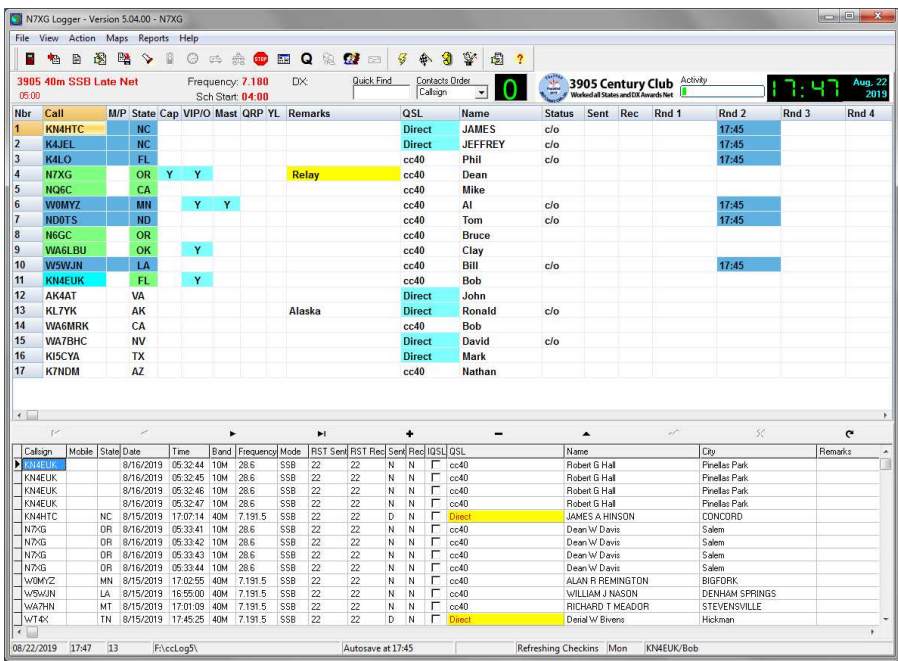 N7XG Logger - Version 5.04.00 - N7XG
File View Action Maps Reports Help
3905 40m SSB Late Net Frequency: 7.180 DX: Quick Find Contacts Order 3905 Century Club Activity 17:47 Aug, 22
05:00 Sch Start: 04:00 Callsign 0 Worked all States and DX Awards Net 2019
Nbr Call M/P State Cap VIP/O Mast QRP YL Remarks QSL Name Status Sent Rec Rnd 1 Rnd 2 Rnd 3 Rnd 4
1 KN4HTC NC Direct JAMES c/o 17:45
2 K4JEL NC Direct JEFFREY c/o 17:45
3 K4LO FL cc40 Phil c/o 17:45
4 N7XG OR Y Y Relay cc40 Dean
5 NQ6C CA cc40 Mike
6 W0MYZ MN Y Y cc40 Al c/o 17:45
7 ND0TS ND cc40 Tom c/o 17:45
8 N6GC OR cc40 Bruce
9 WA6LBU OK Y cc40 Clay
10 W5WJN LA cc40 Bill c/o 17:45
11 KN4EUK FL Y cc40 Bob
12 AK4AT VA Direct John
13 KL7YK AK Alaska Direct Ronald c/o
14 WA6MRK CA cc40 Bob
15 WA7BHC NV Direct David c/o
16 KI5CYA TX Direct Mark
17 K7NDM AZ cc40 Nathan
Callsign Mobile State Date Time Band Frequency Mode RST Sent RST Rec Sent Rec IQSL QSL Name City Remarks
KN4EUK 8/16/2019 05:32:44 10M 28.6 SSB 22 22 N N cc40 Robert G Hall Pinellas Park
KN4EUK 8/16/2019 05:32:45 10M 28.6 SSB 22 22 N N cc40 Robert G Hall Pinellas Park
KN4EUK 8/16/2019 05:32:46 10M 28.6 SSB 22 22 N N cc40 Robert G Hall Pinellas Park
KN4EUK 8/16/2019 05:32:47 10M 28.6 SSB 22 22 N N cc40 Robert G Hall Pinellas Park
KN4HTC NC 8/15/2019 17:07:14 40M 7.191.5 SSB 22 22 D N Direct JAMES A HINSON CONCORD
N7XG OR 8/16/2019 05:33:41 10M 28.6 SSB 22 22 N N cc40 Dean W Davis Salem
N7XG OR 8/16/2019 05:33:42 10M 28.6 SSB 22 22 N N cc40 Dean W Davis Salem
N7XG OR 8/16/2019 05:33:43 10M 28.6 SSB 22 22 N N cc40 Dean W Davis Salem
N7XG OR 8/16/2019 05:33:44 10M 28.6 SSB 22 22 N N cc40 Dean W Davis Salem
W0MYZ MN 8/15/2019 17:02:55 40M 7.191.5 SSB 22 22 N N cc40 ALAN R REMINGTON BIGFORK
W5WJN LA 8/15/2019 16:55:00 40M 7.191.5 SSB 22 22 N N cc40 WILLIAM J NASON DENHAM SPRINGS
WA7HN MT 8/15/2019 17:01:09 40M 7.191.5 SSB 22 22 N N cc40 RICHARD T MEADOR STEVENSVILLE
WT4X TN 8/15/2019 17:45:25 40M 7.191.5 SSB 22 22 D N Direct Derial W Bivens Hickman
08/22/2019 17:47 13 F:\ccLog5\ Autosave at 17:45 Refreshing Checkins Mon KN4EUK/Bob